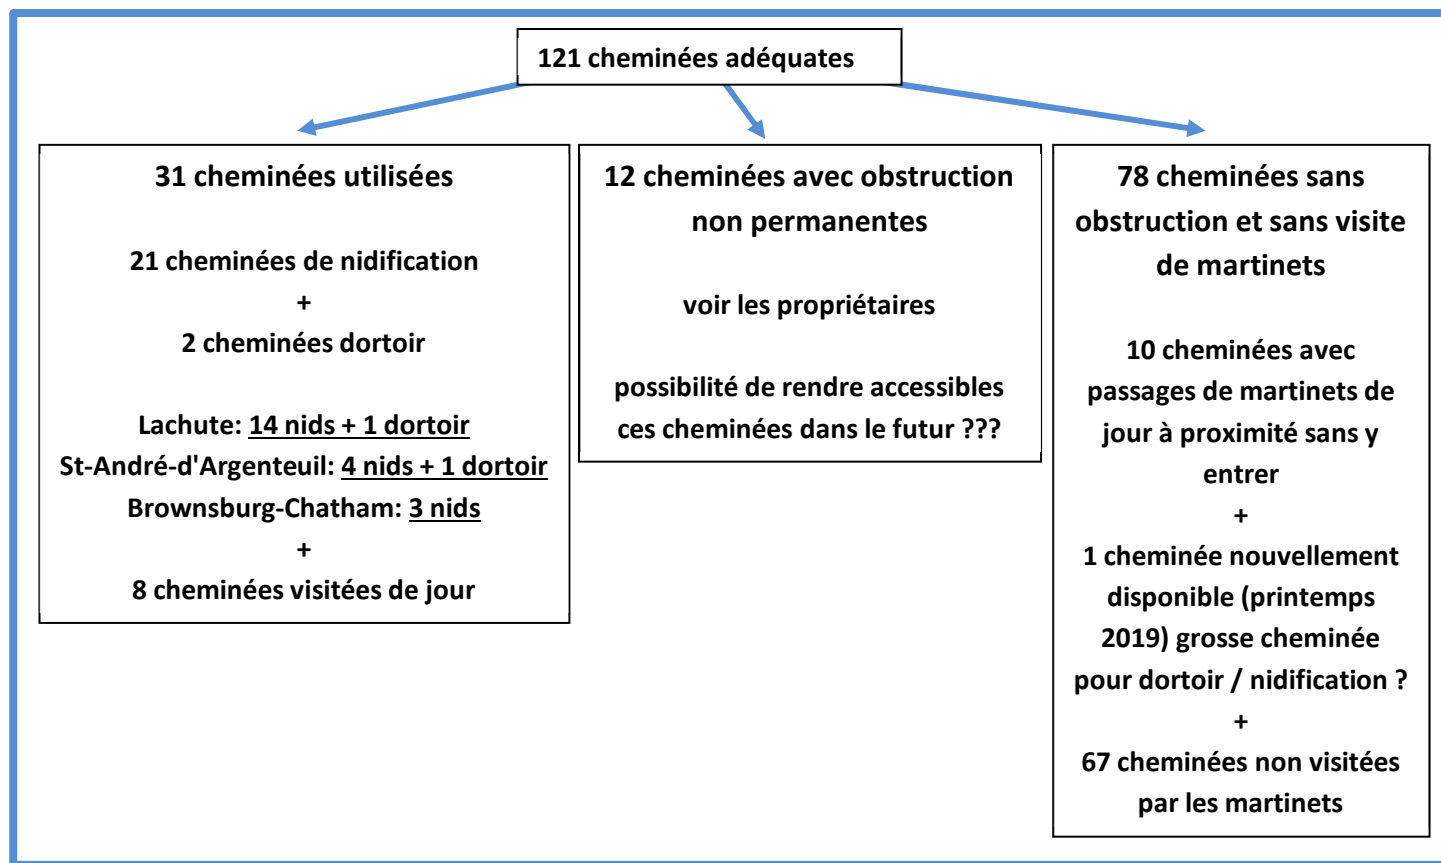 121 cheminées adéquates
31 cheminées utilisées
21 cheminées de nidification
+
2 cheminées dortoir
Lachute: 14 nids + 1 dortoir
St-André-d'Argenteuil: 4 nids + 1 dortoir
Brownsburg-Chatham: 3 nids
+
8 cheminées visitées de jour
12 cheminées avec obstruction
non permanentes
voir les propriétaires
possibilité de rendre accessibles
ces cheminées dans le futur ???
78 cheminées sans
obstruction et sans visite
de martinets
10 cheminées avec
passages de martinets de
jour à proximité sans y
entrer
+
1 cheminée nouvellement
disponible (printemps
2019) grosse cheminée
pour dortoir / nidification ?
+
67 cheminées non visitées
par les martinets